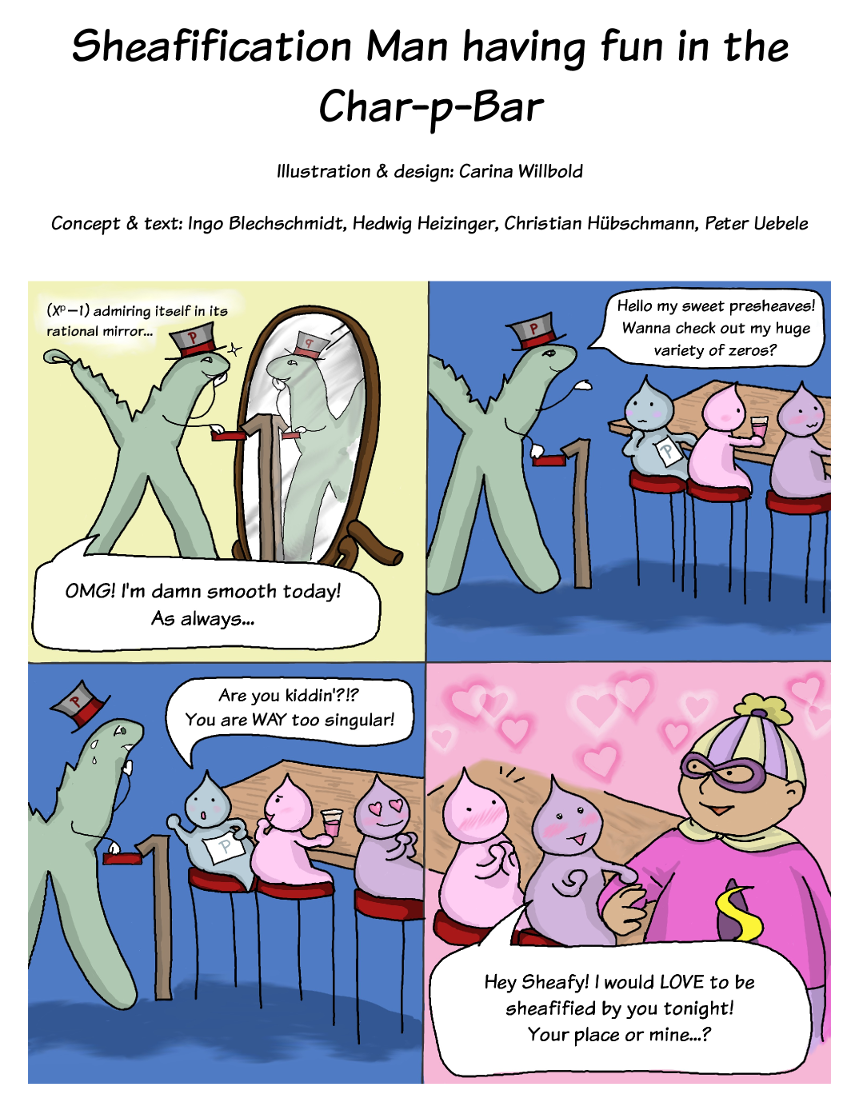 Sheafification Man having fun in the
Char-p-Bar
Illustration & design: Carina Willbold
Concept & text: Ingo Blechschmidt, Hedwig Heizinger, Christian Hübschmann, Peter Uebele
(Xᵖ−1) admiring itself in its
rational mirror...
P
P
OMG! I'm damn smooth today!
As always...
Hello my sweet presheaves!
Wanna check out my huge
variety of zeros?
P
P
Are you kiddin'?!?
You are WAY too singular!
P
P
S
Hey Sheafy! I would LOVE to be
sheafified by you tonight!
Your place or mine...?